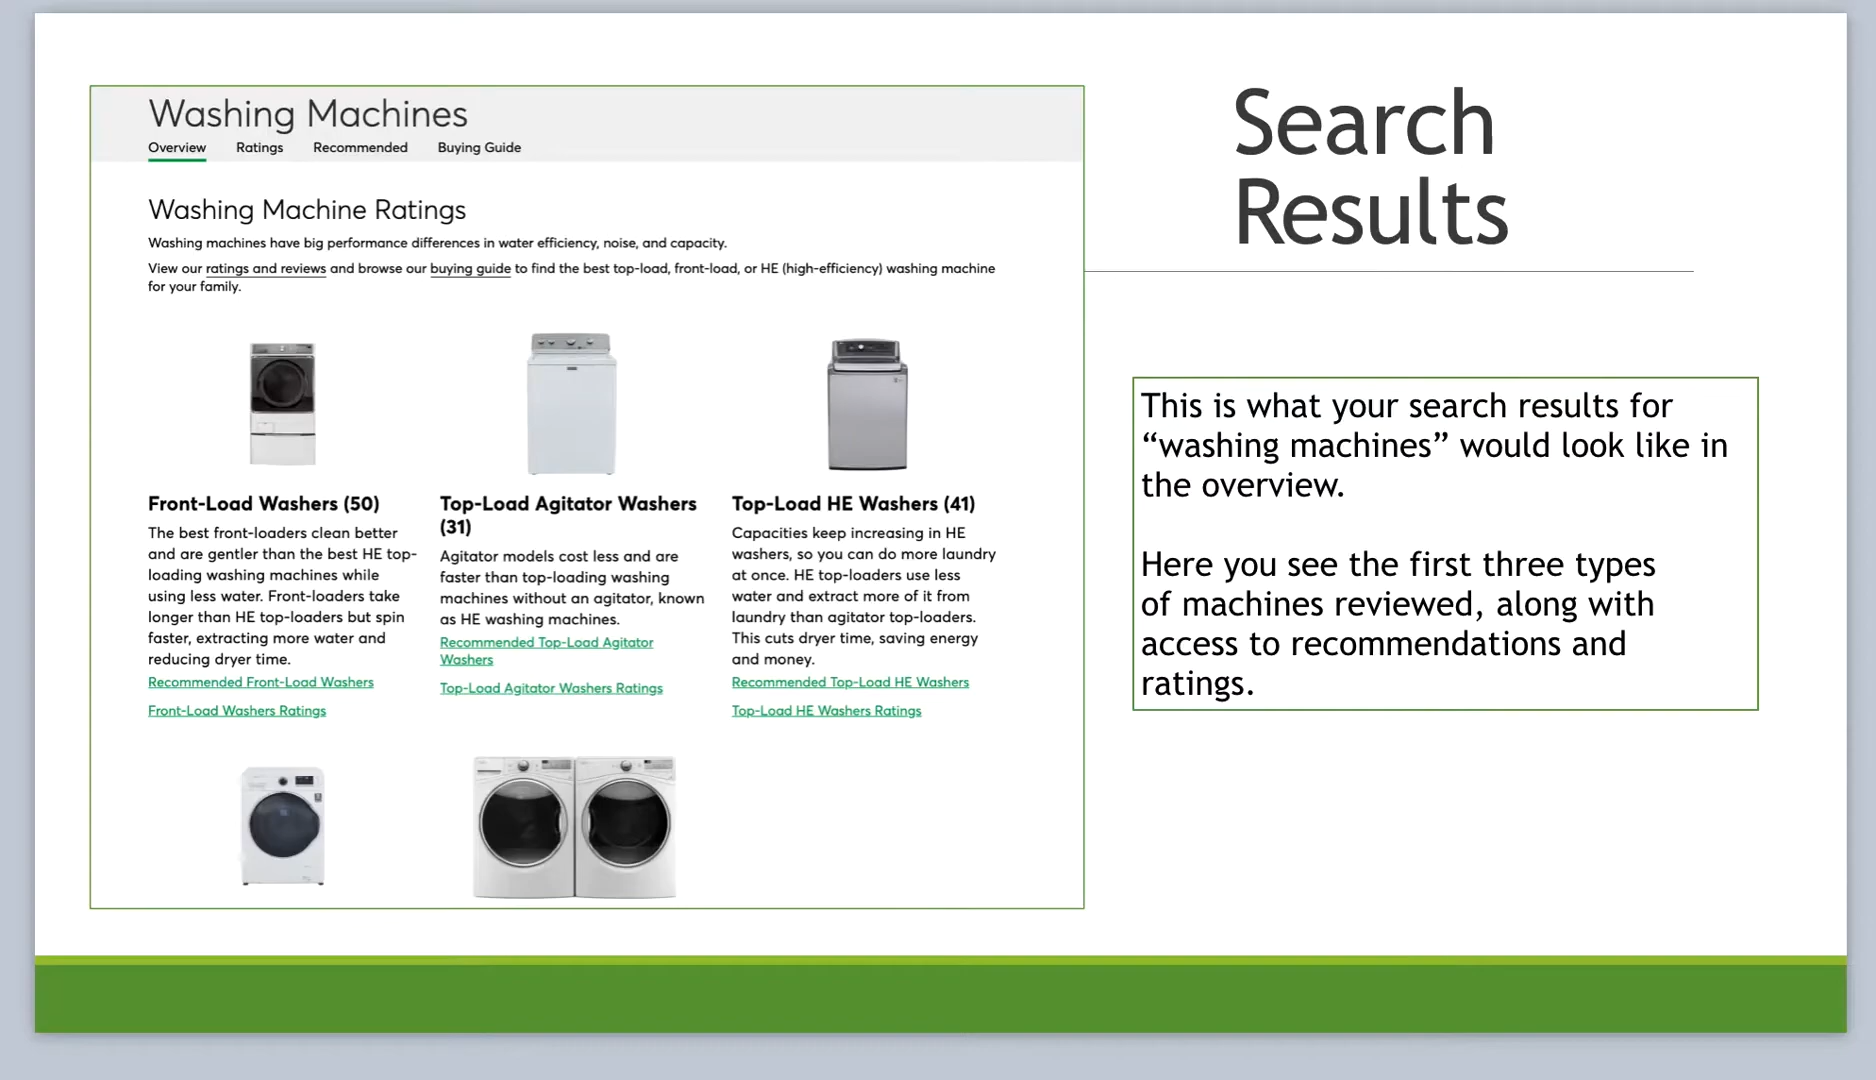 Washing Machines
Overview Ratings Recommended Buying Guide
Washing Machine Ratings
Washing machines have big performance differences in water efficiency, noise, and capacity.
View our ratings and reviews and browse our buying guide to find the best top-load, front-load, or HE (high-efficiency) washing machine
for your family.
Front-Load Washers (50)
The best front-loaders clean better
and are gentler than the best HE top-
loading washing machines while
using less water. Front-loaders take
longer than HE top-loaders but spin
faster, extracting more water and
reducing dryer time.
Recommended Front-Load Washers
Front-Load Washers Ratings
Top-Load Agitator Washers
(31)
Agitator models cost less and are
faster than top-loading washing
machines without an agitator, known
as HE washing machines.
Recommended Top-Load Agitator
Washers
Top-Load Agitator Washers Ratings
Top-Load HE Washers (41)
Capacities keep increasing in HE
washers, so you can do more laundry
at once. HE top-loaders use less
water and extract more of it from
laundry than agitator top-loaders.
This cuts dryer time, saving energy
and money.
Recommended Top-Load HE Washers
Top-Load HE Washers Ratings
Search
Results
This is what your search results for
“washing machines” would look like in
the overview.
Here you see the first three types
of machines reviewed, along with
access to recommendations and
ratings.